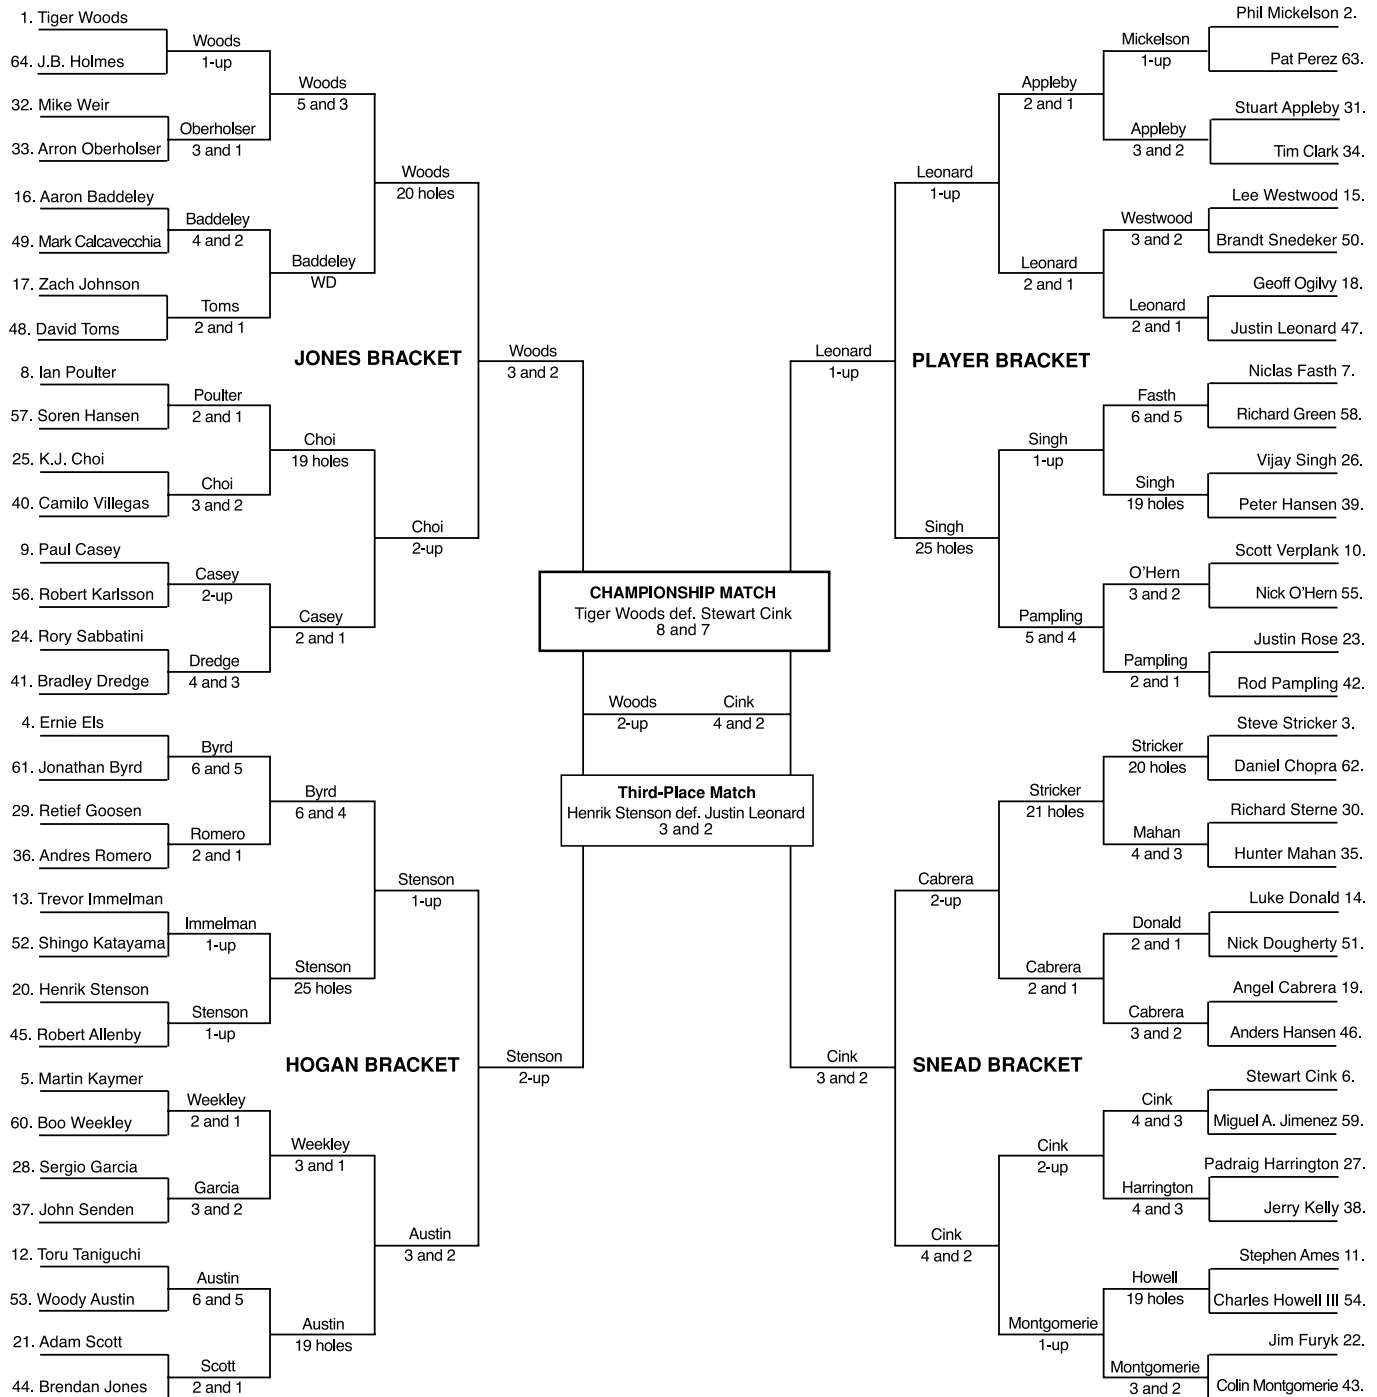 1. Tiger Woods
64. J.B. Holmes
32. Mike Weir
33. Arron Oberholser
16. Aaron Baddeley
49. Mark Calcavecchia
17. Zach Johnson
48. David Toms
8. Ian Poulter
57. Soren Hansen
25. K.J. Choi
40. Camilo Villegas
9. Paul Casey
56. Robert Karlsson
24. Rory Sabbatini
41. Bradley Dredge
4. Ernie Els
61. Jonathan Byrd
29. Retief Goosen
36. Andres Romero
13. Trevor Immelman
52. Shingo Katayama
20. Henrik Stenson
45. Robert Allenby
5. Martin Kaymer
60. Boo Weekley
28. Sergio Garcia
37. John Senden
12. Toru Taniguchi
53. Woody Austin
21. Adam Scott
44. Brendan Jones
Woods
1-up
Oberholser
3 and 1
Baddeley
4 and 2
Toms
2 and 1
Poulter
2 and 1
Choi
3 and 2
Casey
2-up
Dredge
4 and 3
Byrd
6 and 5
Romero
2 and 1
Immelman
1-up
Stenson
1-up
Weekley
2 and 1
Garcia
3 and 2
Austin
6 and 5
Scott
2 and 1
Woods
5 and 3
Baddeley
WD
Choi
19 holes
Casey
2 and 1
Byrd
6 and 4
Stenson
25 holes
Weekley
3 and 1
Austin
19 holes
Woods
20 holes
Choi
2-up
Stenson
1-up
Austin
3 and 2
JONES BRACKET
HOGAN BRACKET
Woods
3 and 2
Stenson
2-up
CHAMPIONSHIP MATCH
Tiger Woods def. Stewart Cink
8 and 7
Woods
2-up
Cink
4 and 2
Third-Place Match
Henrik Stenson def. Justin Leonard
3 and 2
Leonard
1-up
Cink
3 and 2
PLAYER BRACKET
SNEAD BRACKET
Leonard
1-up
Singh
25 holes
Cabrera
2-up
Cink
4 and 2
Appleby
2 and 1
Leonard
2 and 1
Singh
1-up
Pampling
5 and 4
Stricker
21 holes
Cabrera
2 and 1
Cink
2-up
Montgomerie
1-up
Mickelson
1-up
Appleby
3 and 2
Westwood
3 and 2
Leonard
2 and 1
Fasth
6 and 5
Singh
19 holes
O'Hern
3 and 2
Pampling
2 and 1
Stricker
20 holes
Mahan
4 and 3
Donald
2 and 1
Cabrera
3 and 2
Cink
4 and 3
Harrington
4 and 3
Howell
19 holes
Montgomerie
3 and 2
Phil Mickelson 2.
Pat Perez 63.
Stuart Appleby 31.
Tim Clark 34.
Lee Westwood 15.
Brandt Snedeker 50.
Geoff Ogilvy 18.
Justin Leonard 47.
Niclas Fasth 7.
Richard Green 58.
Vijay Singh 26.
Peter Hansen 39.
Scott Verplank 10.
Nick O'Hern 55.
Justin Rose 23.
Rod Pampling 42.
Steve Stricker 3.
Daniel Chopra 62.
Richard Sterne 30.
Hunter Mahan 35.
Luke Donald 14.
Nick Dougherty 51.
Angel Cabrera 19.
Anders Hansen 46.
Stewart Cink 6.
Miguel A. Jimenez 59.
Padraig Harrington 27.
Jerry Kelly 38.
Stephen Ames 11.
Charles Howell III 54.
Jim Furyk 22.
Colin Montgomerie 43.